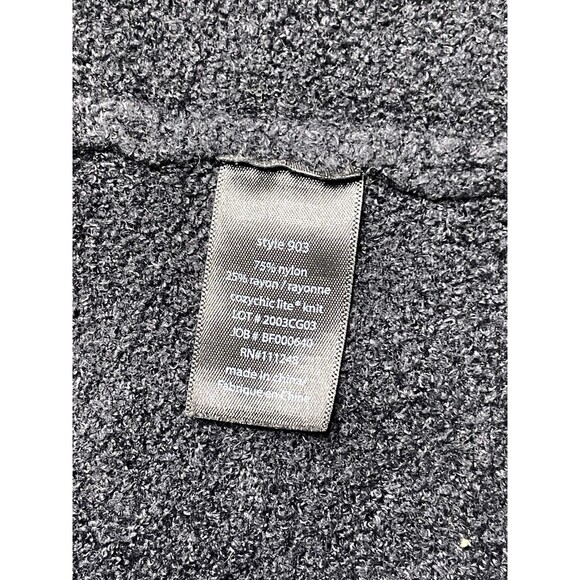 style 903
75% nylon
25% rayon / rayonne
cozychic lite® knit
LOT # 2003CG03
JOB # BF000640
made in china/
Fabriqué en Chine